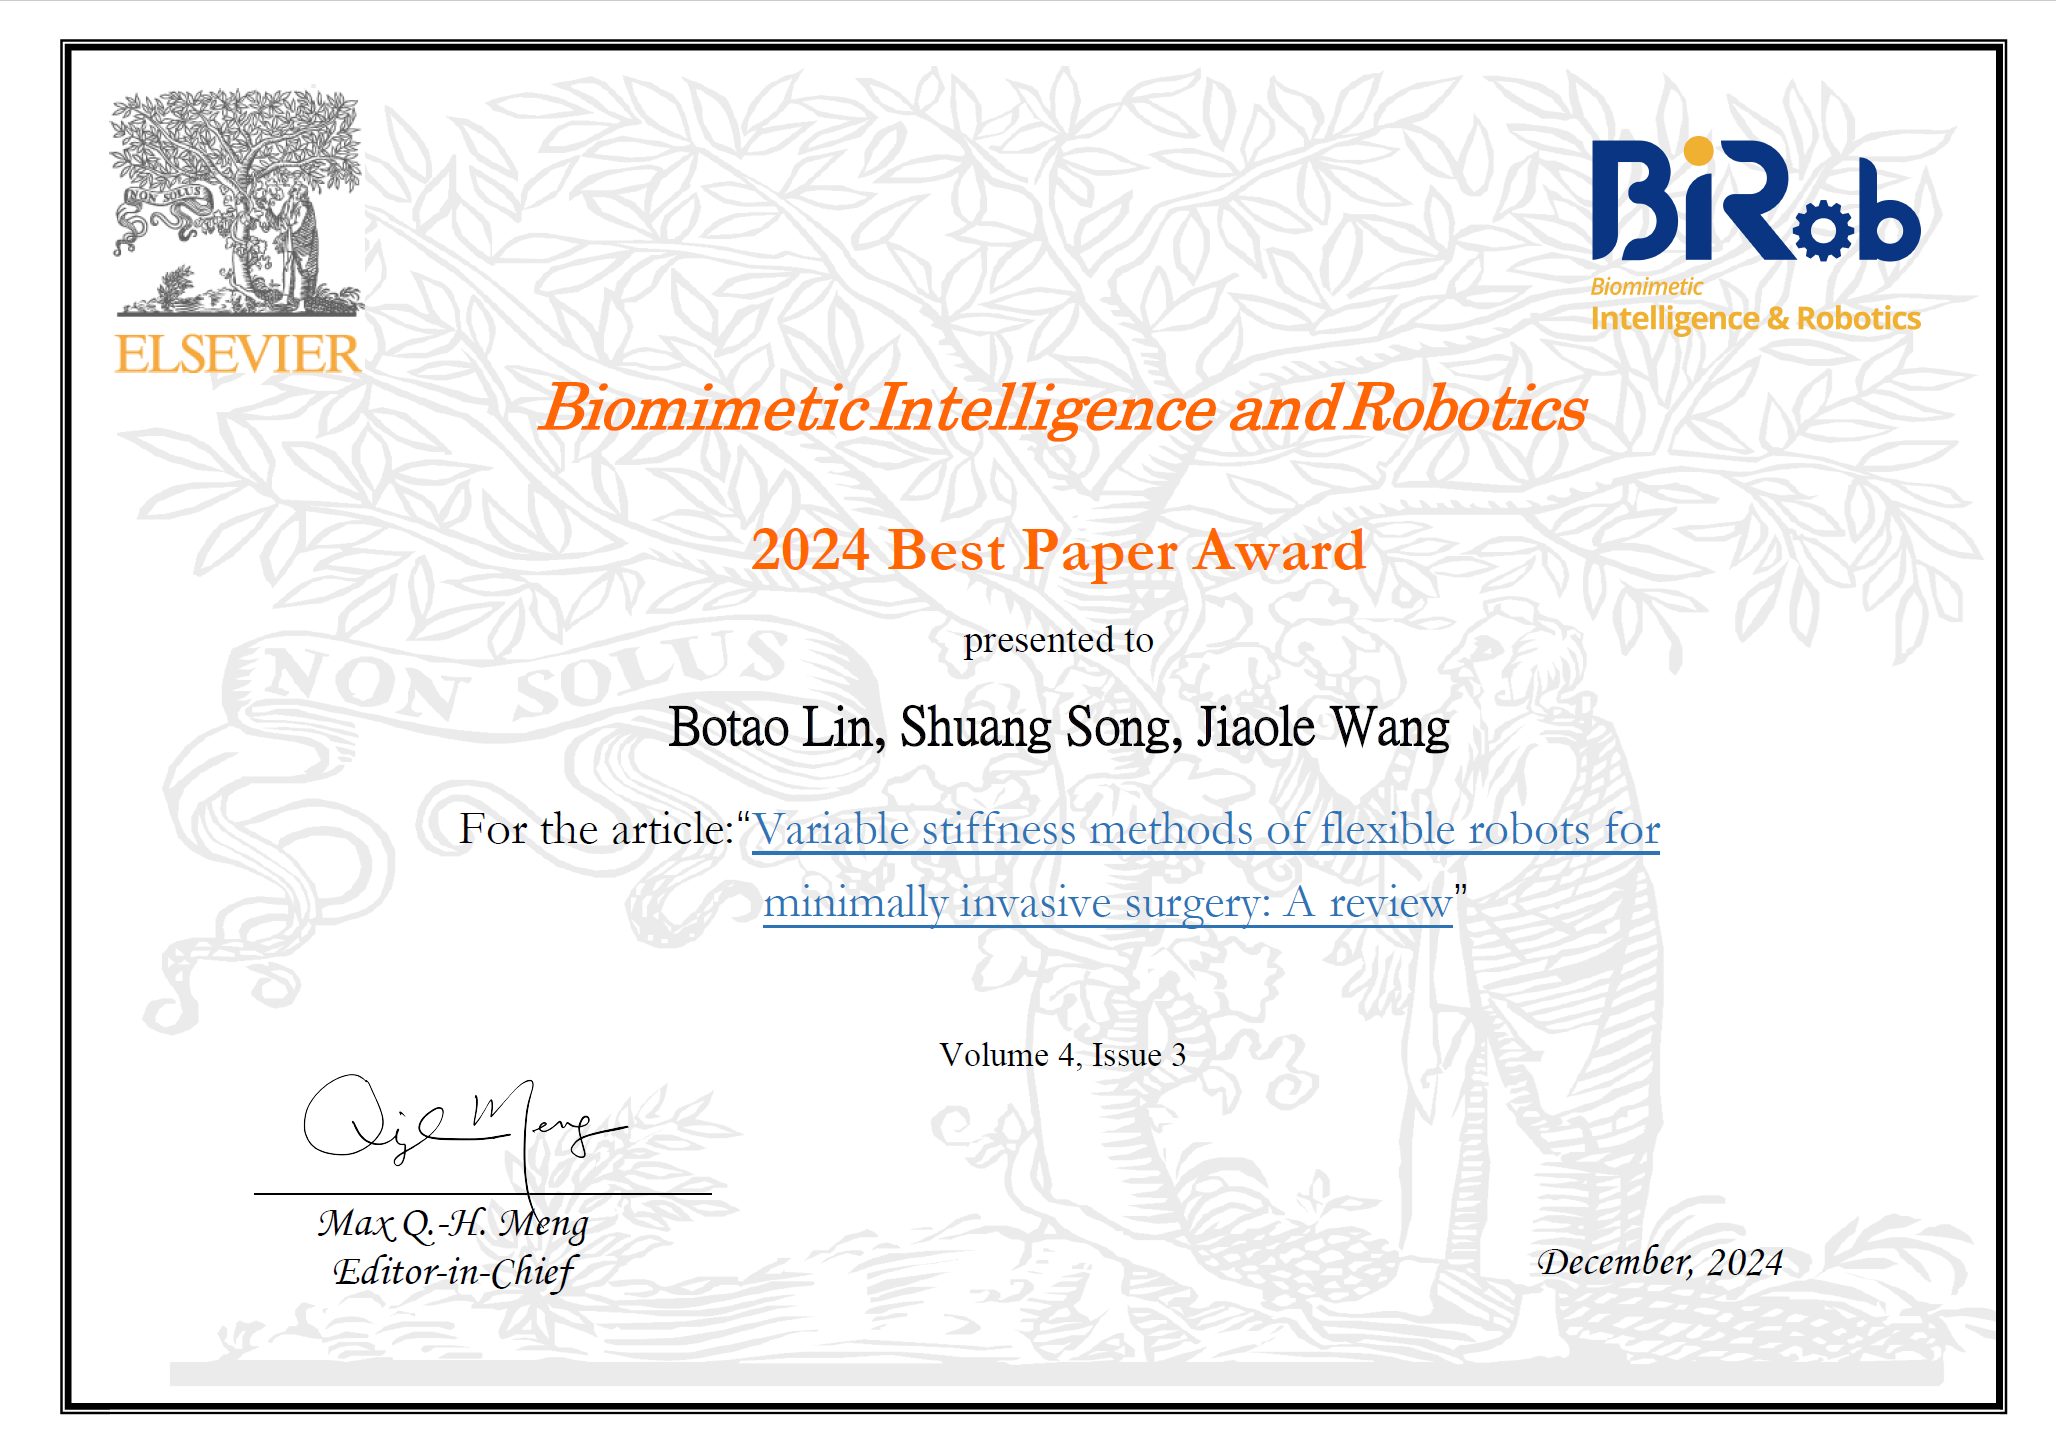 NON SOLUS
ELSEVIER
BiRob
Biomimetic
Intelligence & Robotics
Biomimetic Intelligence and Robotics
2024 Best Paper Award
presented to
NON SOLUS
Botao Lin, Shuang Song, Jiaole Wang
For the article:“Variable stiffness methods of flexible robots for
minimally invasive surgery: A review”
Volume 4, Issue 3
Max Q.-H. Meng
Editor-in-Chief
December, 2024